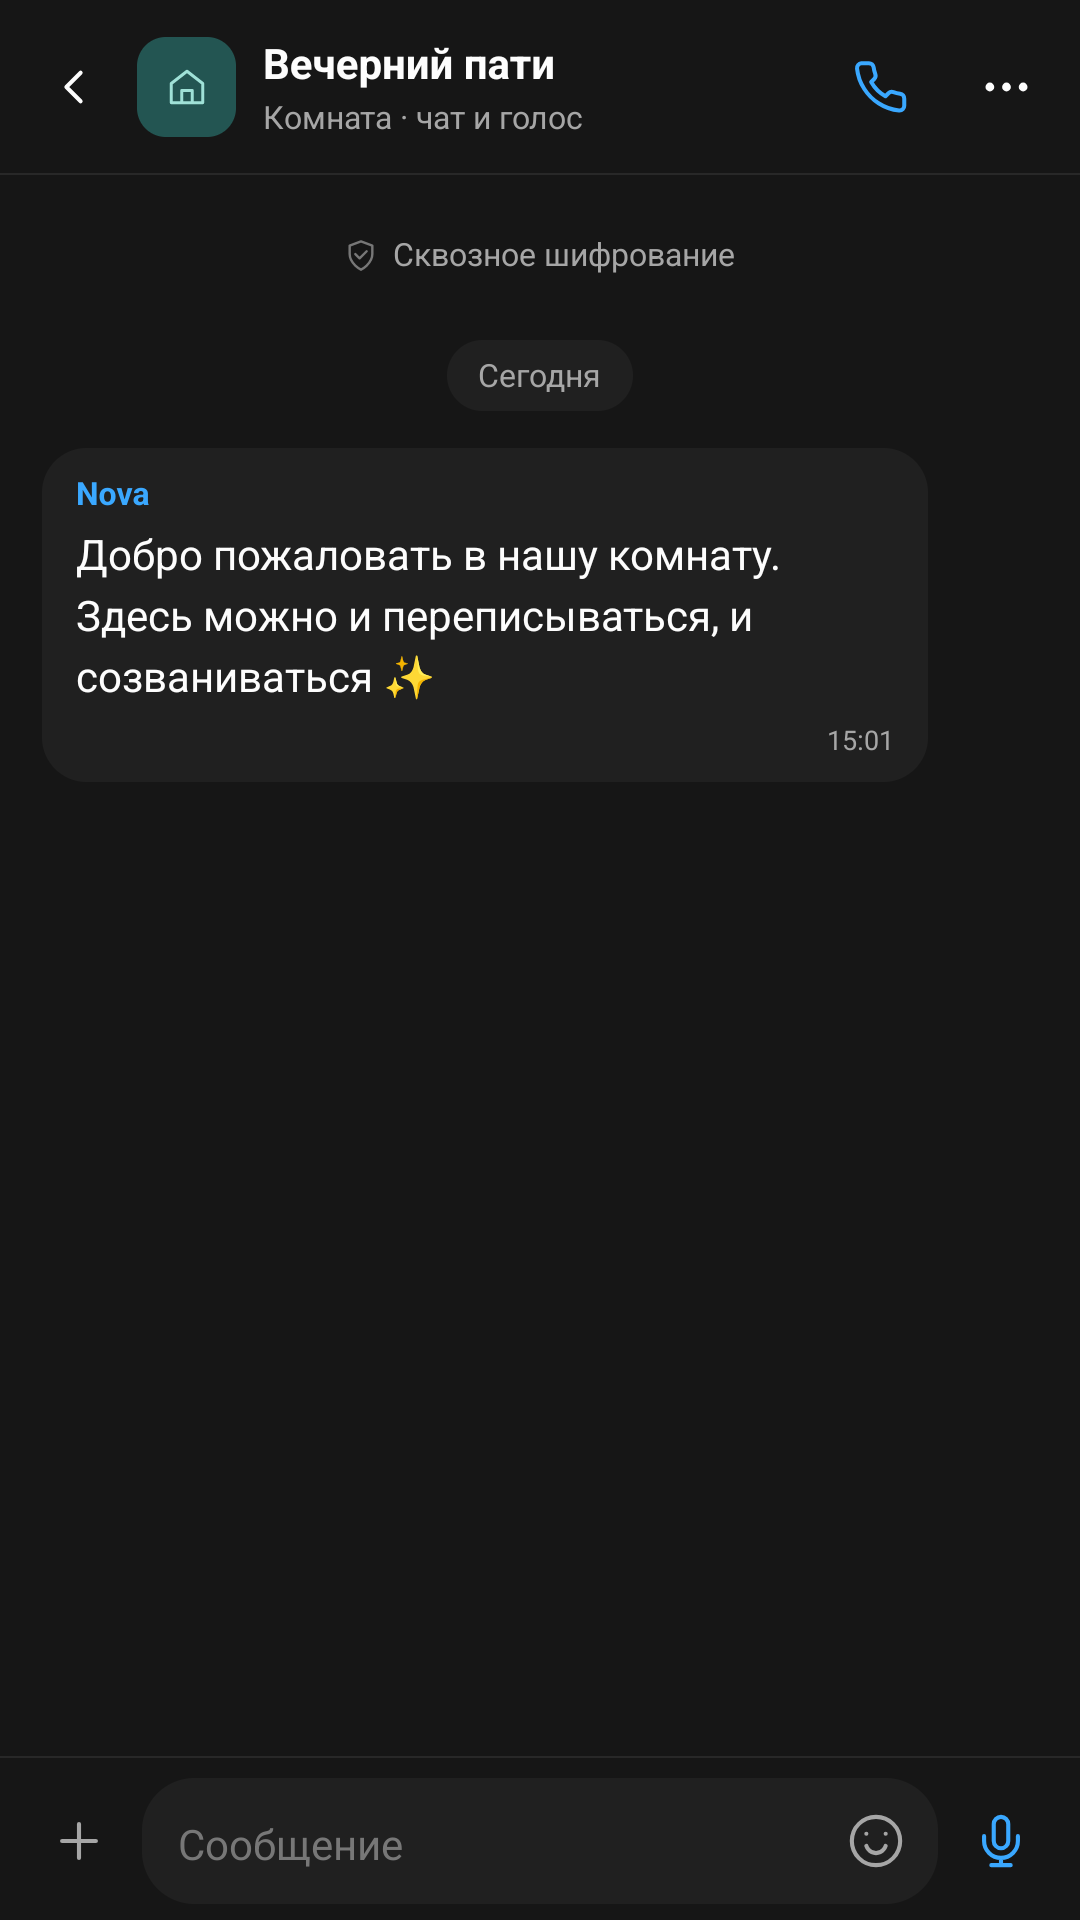 Вечерний пати
Комната · чат и голос
Сквозное шифрование
Сегодня
Nova
Добро пожаловать в нашу комнату.
Здесь можно и переписываться, и
созваниваться ✨
15:01
Сообщение